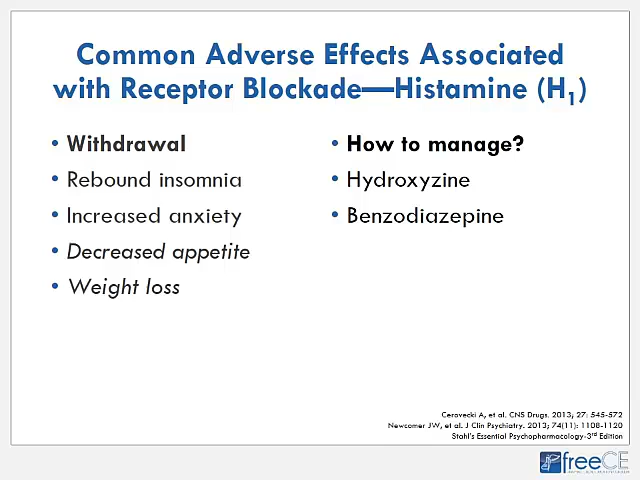 Common Adverse Effects Associated
with Receptor Blockade—Histamine (H1)
• Withdrawal
• Rebound insomnia
• Increased anxiety
• Decreased appetite
• Weight loss
• How to manage?
• Hydroxyzine
• Benzodiazepine
Cerovecki A, et al. CNS Drugs. 2013; 27: 545-572
Newcomer JW, et al. J Clin Psychiatry. 2013; 74(11): 1108-1120
Stahl's Essential Psychopharmacology-3rd Edition
freeCE